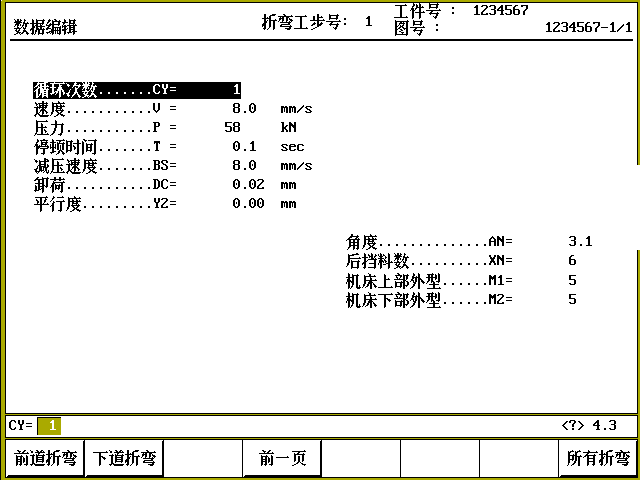 数据编辑 折弯工步号: 1 工件号 : 1234567
图号 : 1234567-1/1
循环次数.......CY= 1
速度...........V = 8.0 mm/s
压力...........P = 58 kN
停顿时间.......T = 0.1 sec
减压速度.......BS= 8.0 mm/s
卸荷...........DC= 0.02 mm
平行度.........Y2= 0.00 mm
角度..............AN= 3.1
后挡料数..........XN= 6
机床上部外型......M1= 5
机床下部外型......M2= 5
CY= 1 <?> 4.3
前道折弯 下道折弯 前一页 所有折弯